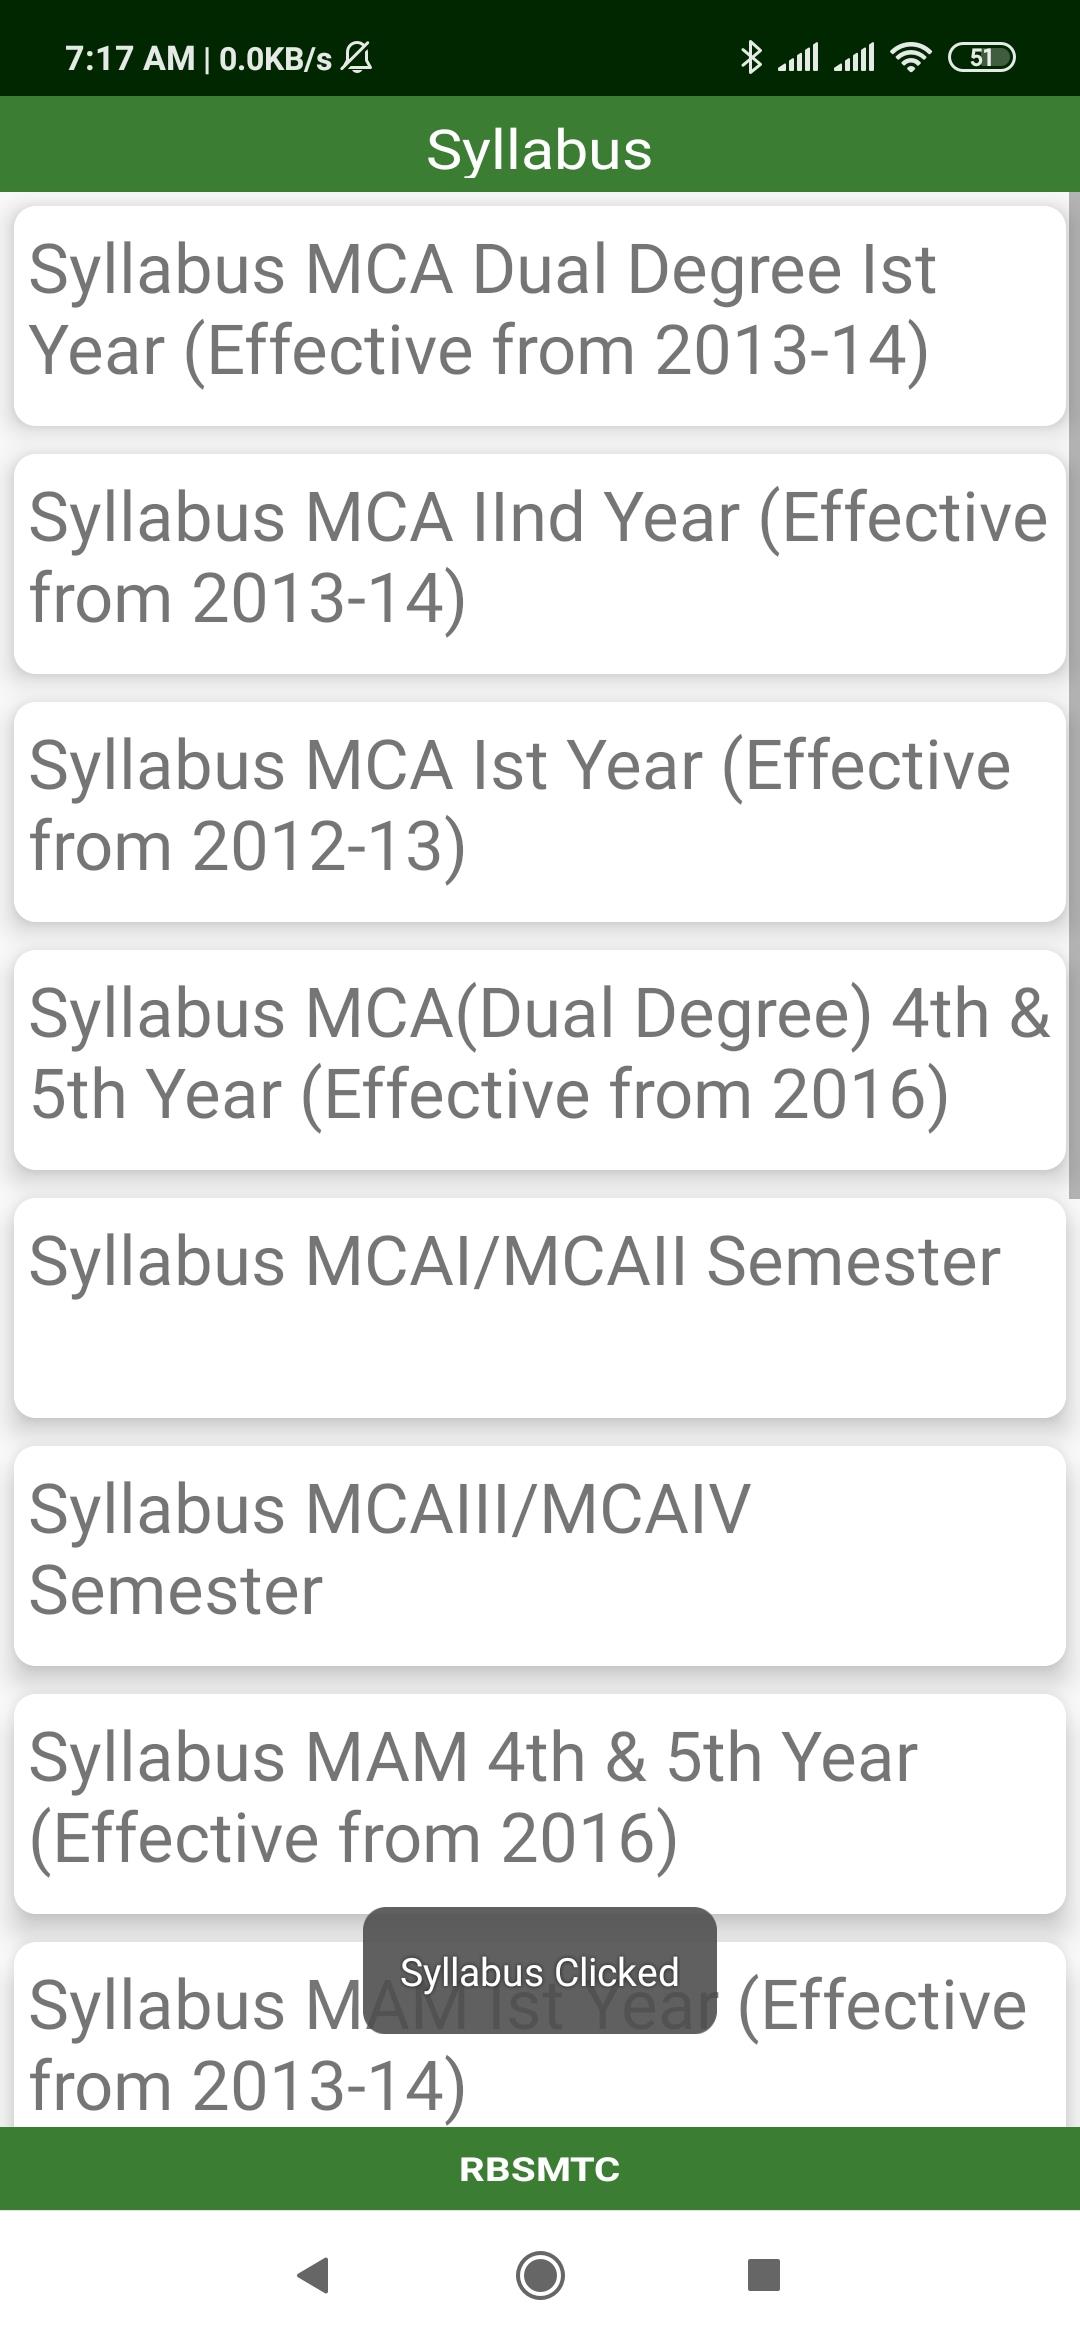 7:17 AM | 0.0KB/s
51
Syllabus
Syllabus MCA Dual Degree Ist
Year (Effective from 2013-14)
Syllabus MCA IInd Year (Effective
from 2013-14)
Syllabus MCA Ist Year (Effective
from 2012-13)
Syllabus MCA(Dual Degree) 4th &
5th Year (Effective from 2016)
Syllabus MCAI/MCAII Semester
Syllabus MCAIII/MCAIV
Semester
Syllabus MAM 4th & 5th Year
(Effective from 2016)
Syllabus Clicked
Syllabus MAM Ist Year (Effective
from 2013-14)
RBSMTC